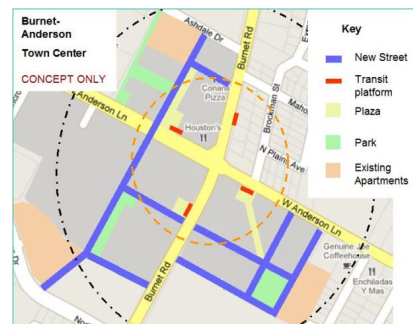 Burnet-
Anderson
Town Center
CONCEPT ONLY
Ashdale Dr
Burnet Rd
Conans
Pizza
Houston's
Brockman St
N Plains Ave
W Anderson Ln
W Anderson Ln
Genuine Joe
Coffeehouse
Enchiladas
Y Mas
Burnet Rd
Key
New Street
Transit
platform
Plaza
Park
Existing
Apartments